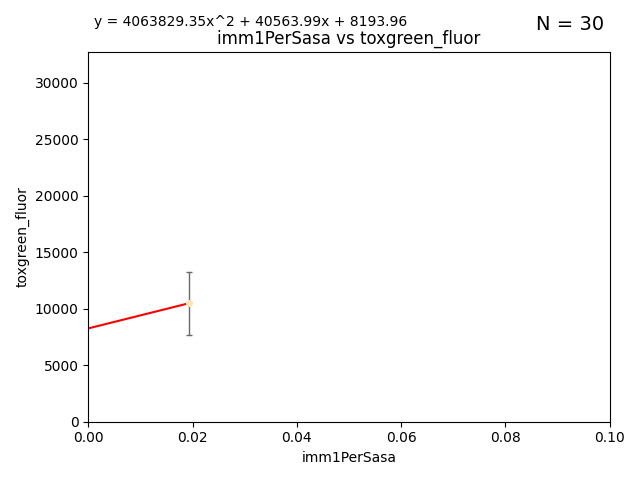 y = 4063829.35x^2 + 40563.99x + 8193.96
N = 30
imm1PerSasa vs toxgreen_fluor
30000
25000
20000
15000
10000
5000
0
toxgreen_fluor
0.00 0.02 0.04 0.06 0.08 0.10
imm1PerSasa